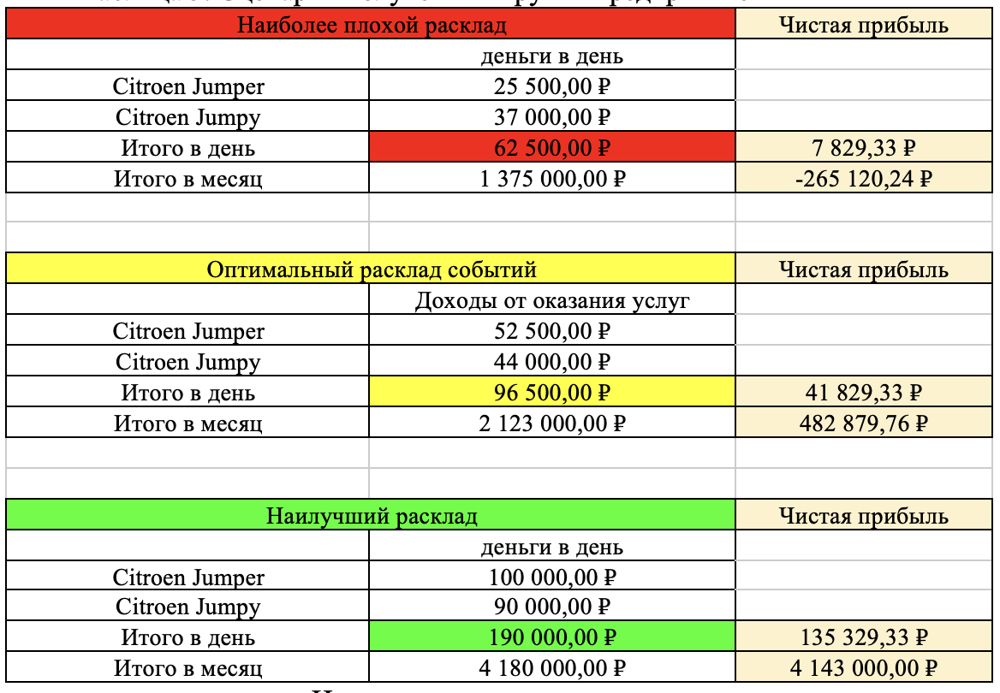 Наиболее плохой расклад Чистая прибыль
деньги в день
Citroen Jumper 25 500,00 ₽
Citroen Jumpy 37 000,00 ₽
Итого в день 62 500,00 ₽ 7 829,33 ₽
Итого в месяц 1 375 000,00 ₽ -265 120,24 ₽
Оптимальный расклад событий Чистая прибыль
Доходы от оказания услуг
Citroen Jumper 52 500,00 ₽
Citroen Jumpy 44 000,00 ₽
Итого в день 96 500,00 ₽ 41 829,33 ₽
Итого в месяц 2 123 000,00 ₽ 482 879,76 ₽
Наилучший расклад Чистая прибыль
деньги в день
Citroen Jumper 100 000,00 ₽
Citroen Jumpy 90 000,00 ₽
Итого в день 190 000,00 ₽ 135 329,33 ₽
Итого в месяц 4 180 000,00 ₽ 4 143 000,00 ₽